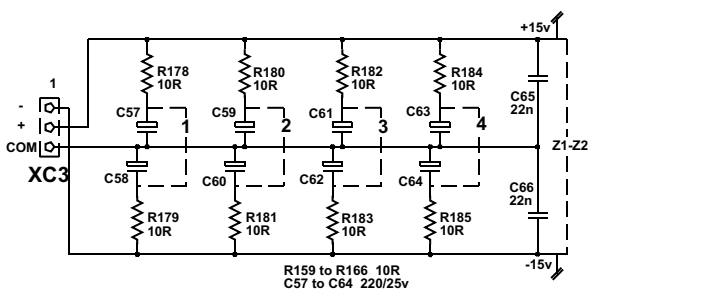 +15v
R178
10R
R180
10R
R182
10R
R184
10R
1
-
+
COM
XC3
C57
1
C59
2
C61
3
C63
4
C65
22n
Z1-Z2
C58
C60
C62
C64
C66
22n
R179
10R
R181
10R
R183
10R
R185
10R
-15v
R159 to R166 10R
C57 to C64 220/25v